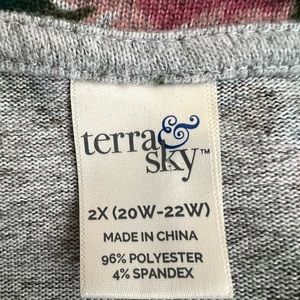 terra &
sky™
2X (20W-22W)
MADE IN CHINA
96% POLYESTER
4% SPANDEX